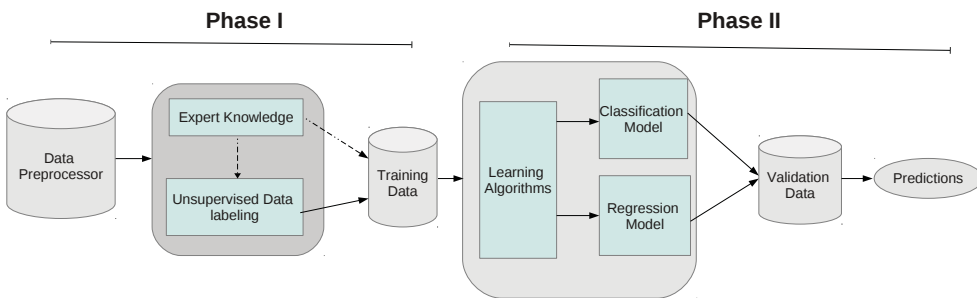 Phase I
Phase II
Data
Preprocessor
Expert Knowledge
Unsupervised Data
labeling
Training
Data
Learning
Algorithms
Classification
Model
Regression
Model
Validation
Data
Predictions